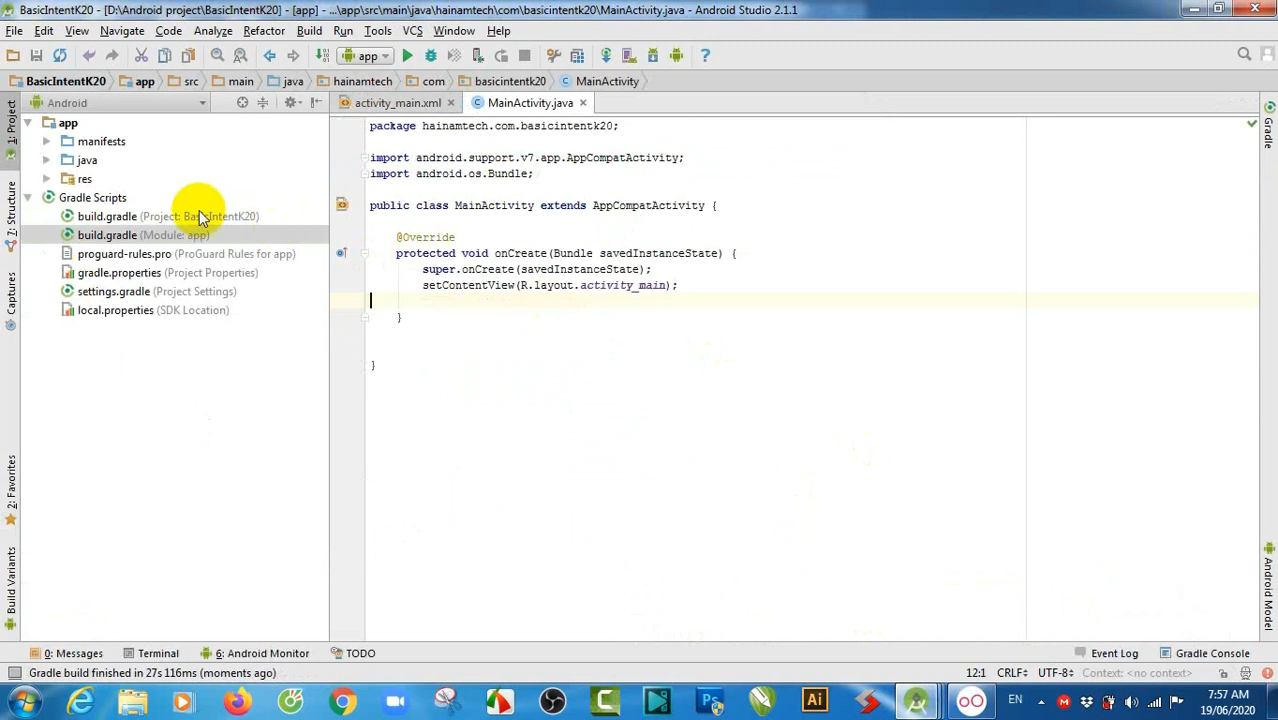 BasicIntentK20 - [D:\Android project\BasicIntentK20] - [app] - ...\app\src\main\java\hainamtech\com\basicintentk20\MainActivity.java - Android Studio 2.1.1
File Edit View Navigate Code Analyze Refactor Build Run Tools VCS Window Help
app
BasicIntentK20 app src main java hainamtech com basicintentk20 MainActivity
1: Project
7: Structure
Captures
2: Favorites
Build Variants
Android
app
manifests
java
res
Gradle Scripts
build.gradle (Project: BasicIntentK20)
build.gradle (Module: app)
proguard-rules.pro (ProGuard Rules for app)
gradle.properties (Project Properties)
settings.gradle (Project Settings)
local.properties (SDK Location)
activity_main.xml MainActivity.java
package hainamtech.com.basicintentk20;
import android.support.v7.app.AppCompatActivity;
import android.os.Bundle;
public class MainActivity extends AppCompatActivity {
@Override
protected void onCreate(Bundle savedInstanceState) {
super.onCreate(savedInstanceState);
setContentView(R.layout.activity_main);
}
}
Gradle
Android Model
0: Messages Terminal 6: Android Monitor TODO Event Log Gradle Console
Gradle build finished in 27s 116ms (moments ago) 12:1 CRLF UTF-8 Context: <no context>
EN 7:57 AM
19/06/2020